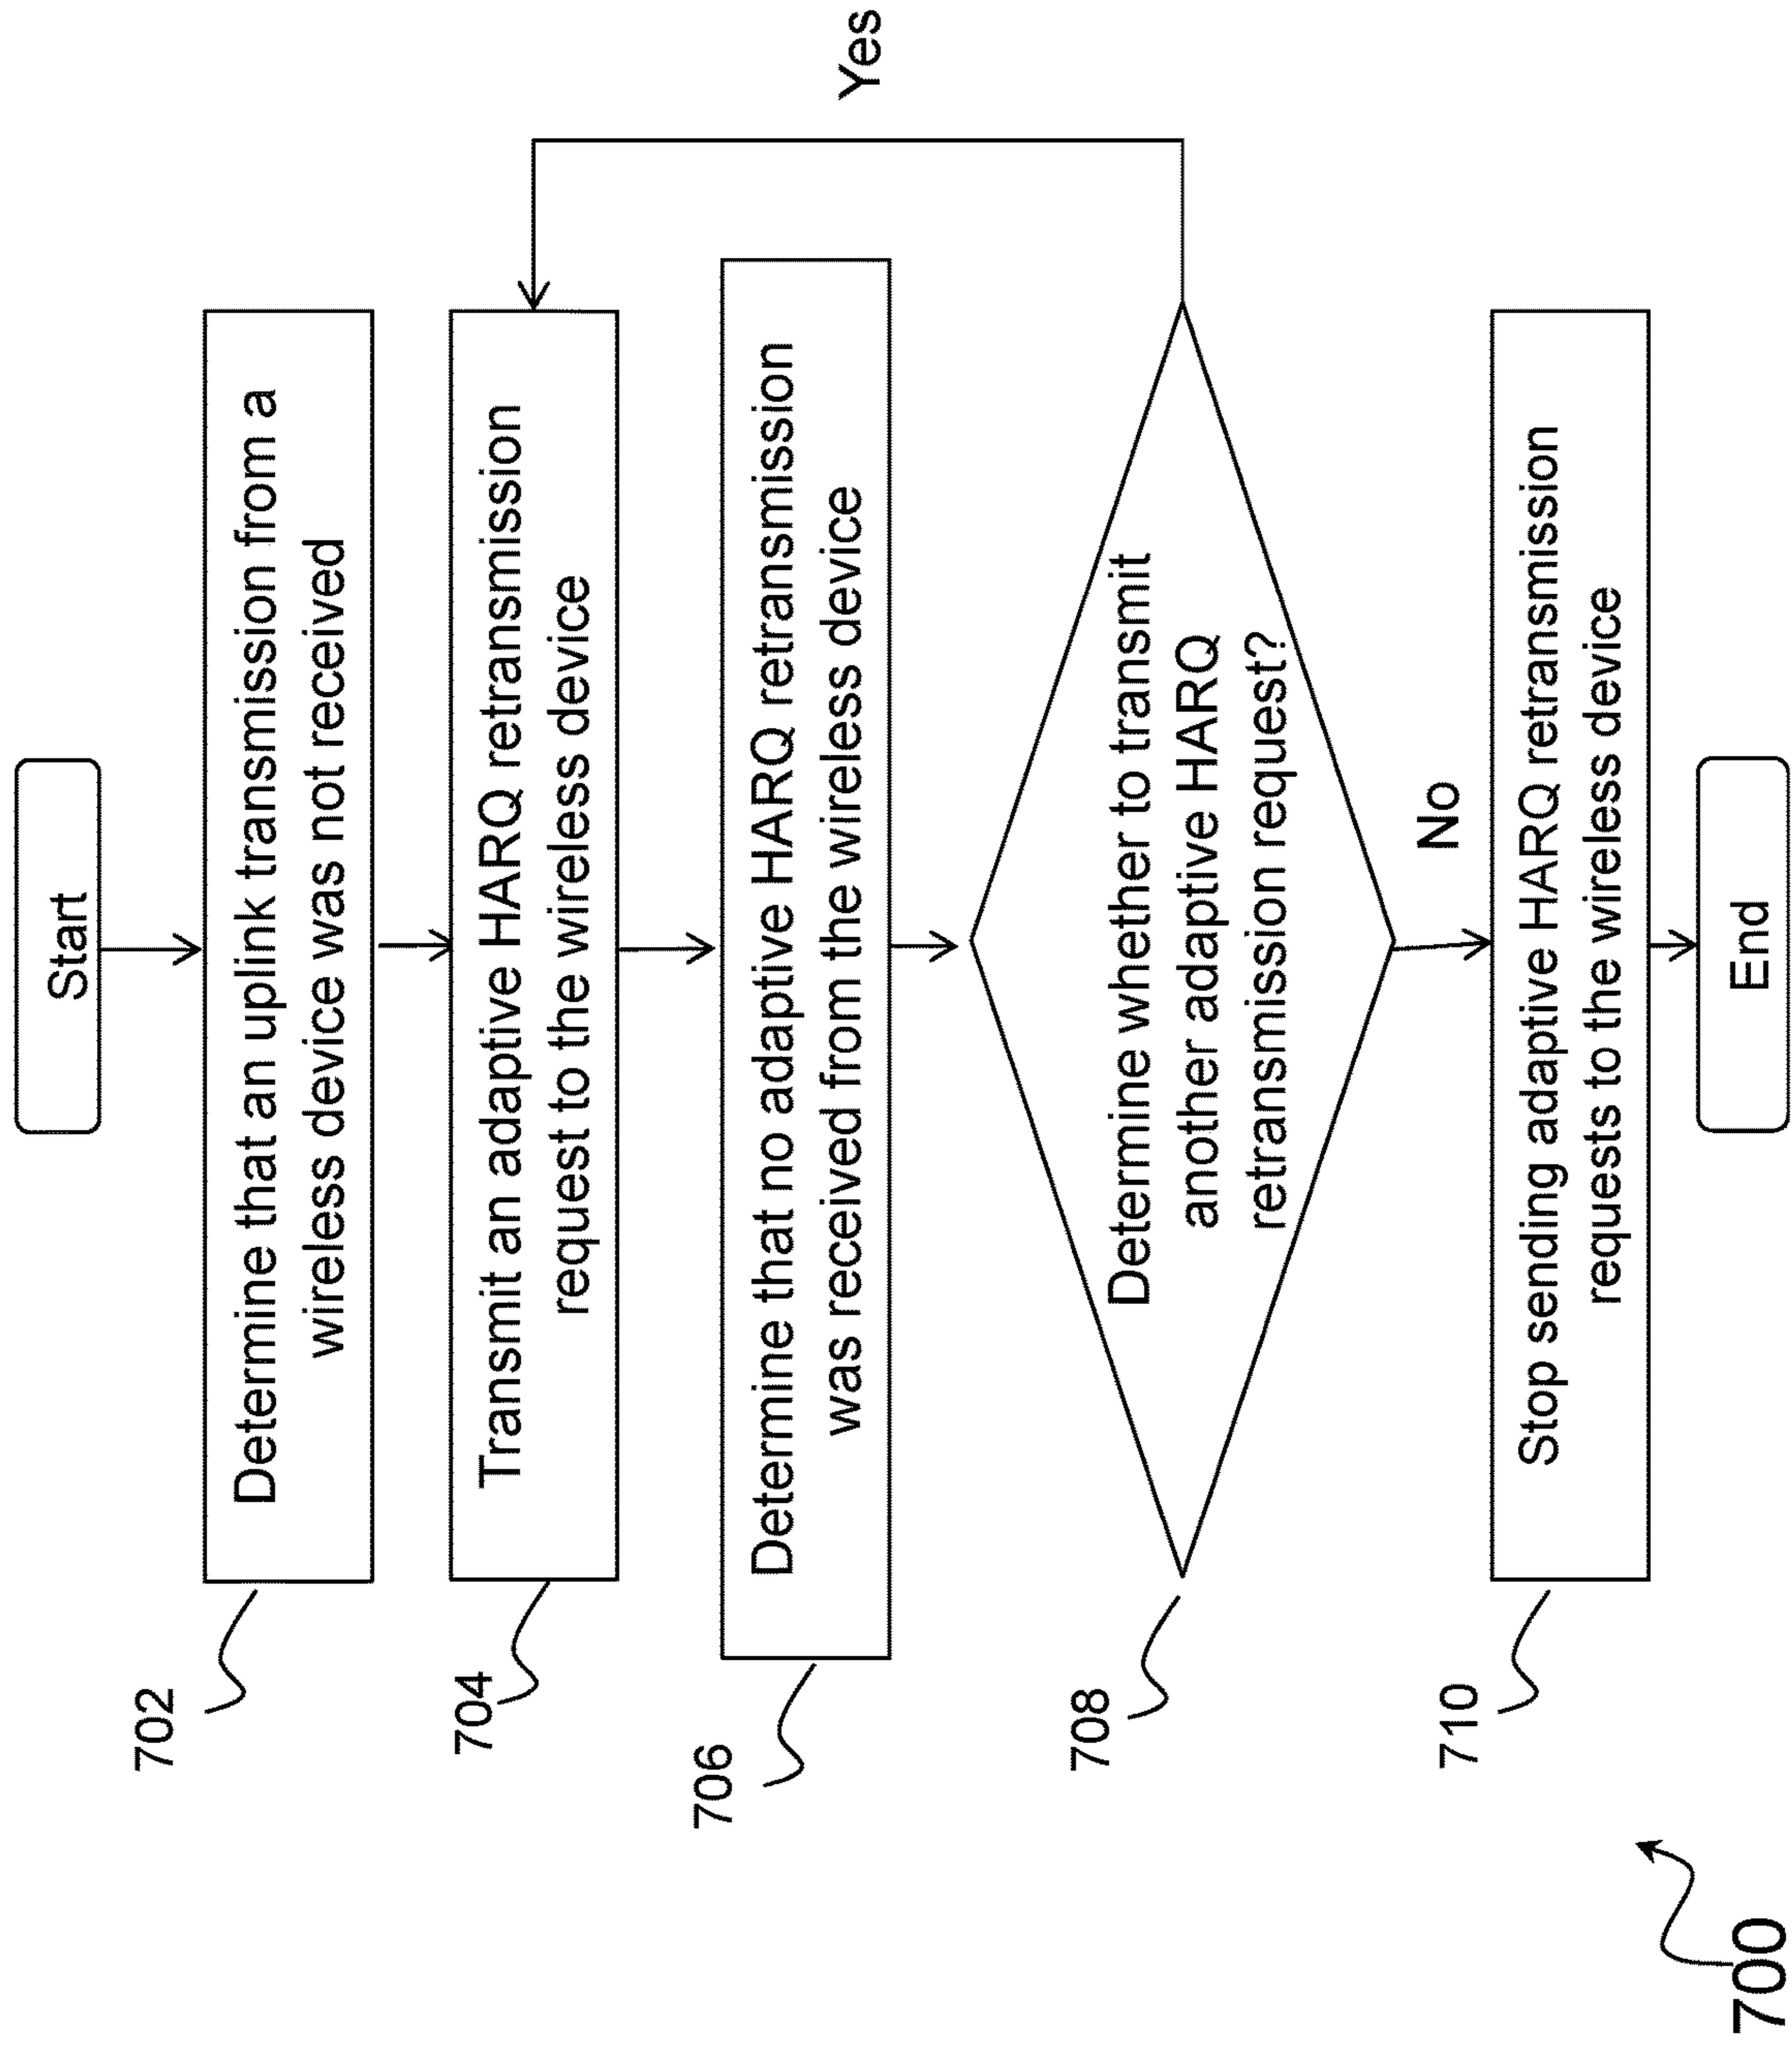 Start
702
Determine that an uplink transmission from a
wireless device was not received
704
Transmit an adaptive HARQ retransmission
request to the wireless device
706
Determine that no adaptive HARQ retransmission
was received from the wireless device
Yes
708
Determine whether to transmit
another adaptive HARQ
retransmission request?
No
710
Stop sending adaptive HARQ retransmission
requests to the wireless device
End
700